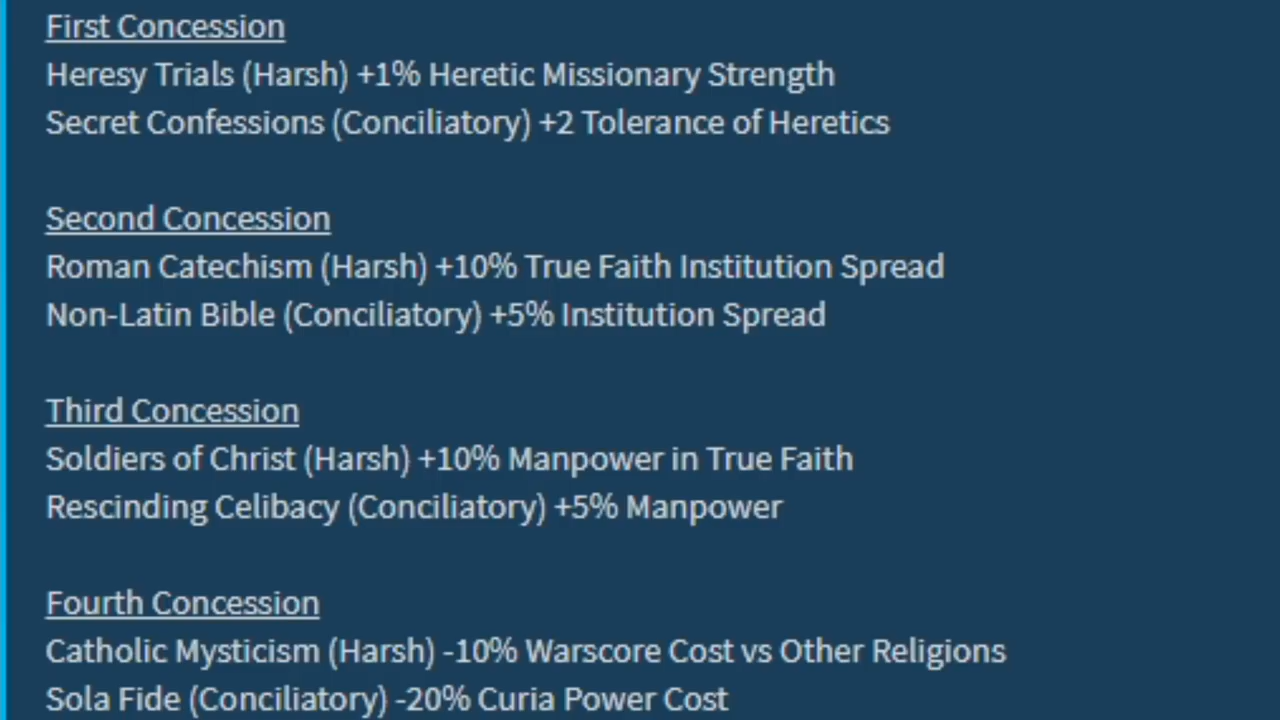 First Concession
Heresy Trials (Harsh) +1% Heretic Missionary Strength
Secret Confessions (Conciliatory) +2 Tolerance of Heretics
Second Concession
Roman Catechism (Harsh) +10% True Faith Institution Spread
Non-Latin Bible (Conciliatory) +5% Institution Spread
Third Concession
Soldiers of Christ (Harsh) +10% Manpower in True Faith
Rescinding Celibacy (Conciliatory) +5% Manpower
Fourth Concession
Catholic Mysticism (Harsh) -10% Warscore Cost vs Other Religions
Sola Fide (Conciliatory) -20% Curia Power Cost